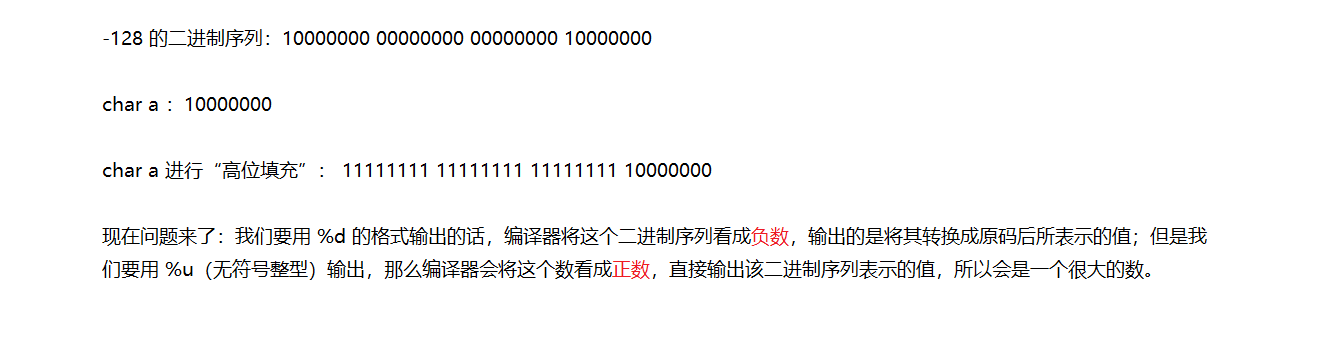 -128 的二进制序列：10000000 00000000 00000000 10000000
char a ：10000000
char a 进行“高位填充”： 11111111 11111111 11111111 10000000
现在问题来了：我们要用 %d 的格式输出的话，编译器将这个二进制序列看成负数，输出的是将其转换成原码后所表示的值；但是我
们要用 %u（无符号整型）输出，那么编译器会将这个数看成正数，直接输出该二进制序列表示的值，所以会是一个很大的数。